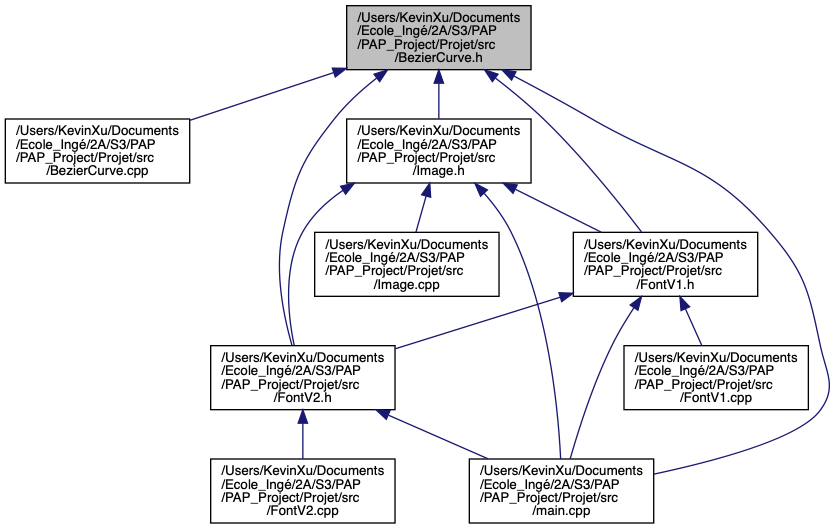 /Users/KevinXu/Documents
/Ecole_Ingé/2A/S3/PAP
/PAP_Project/Projet/src
/BezierCurve.h
/Users/KevinXu/Documents
/Ecole_Ingé/2A/S3/PAP
/PAP_Project/Projet/src
/BezierCurve.cpp
/Users/KevinXu/Documents
/Ecole_Ingé/2A/S3/PAP
/PAP_Project/Projet/src
/Image.h
/Users/KevinXu/Documents
/Ecole_Ingé/2A/S3/PAP
/PAP_Project/Projet/src
/Image.cpp
/Users/KevinXu/Documents
/Ecole_Ingé/2A/S3/PAP
/PAP_Project/Projet/src
/FontV1.h
/Users/KevinXu/Documents
/Ecole_Ingé/2A/S3/PAP
/PAP_Project/Projet/src
/FontV2.h
/Users/KevinXu/Documents
/Ecole_Ingé/2A/S3/PAP
/PAP_Project/Projet/src
/FontV1.cpp
/Users/KevinXu/Documents
/Ecole_Ingé/2A/S3/PAP
/PAP_Project/Projet/src
/FontV2.cpp
/Users/KevinXu/Documents
/Ecole_Ingé/2A/S3/PAP
/PAP_Project/Projet/src
/main.cpp